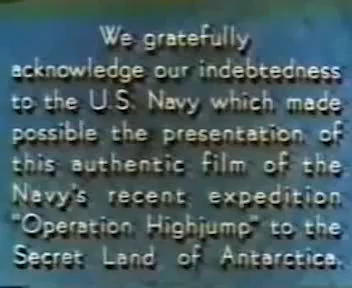 We gratefully
acknowledge our indebtedness
to the U.S. Navy which made
possible the presentation of
this authentic film of the
Navy's recent expedition
"Operation Highjump" to the
Secret Land of Antarctica.